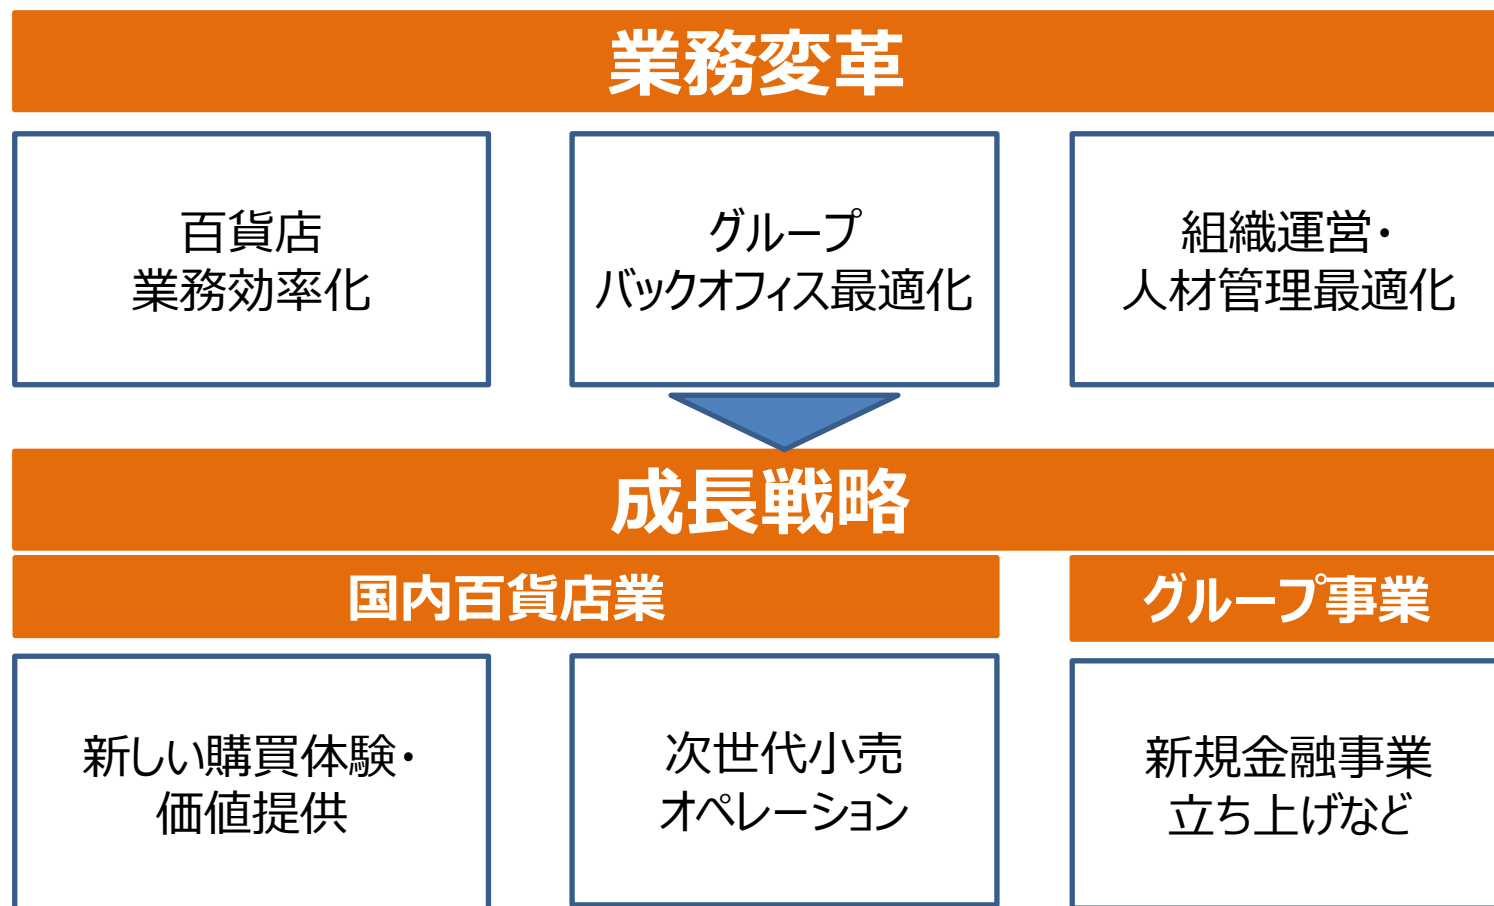 業務変革
百貨店
業務効率化
グループ
バックオフィス最適化
組織運営・
人材管理最適化
成長戦略
国内百貨店業
グループ事業
新しい購買体験・
価値提供
次世代小売
オペレーション
新規金融事業
立ち上げなど